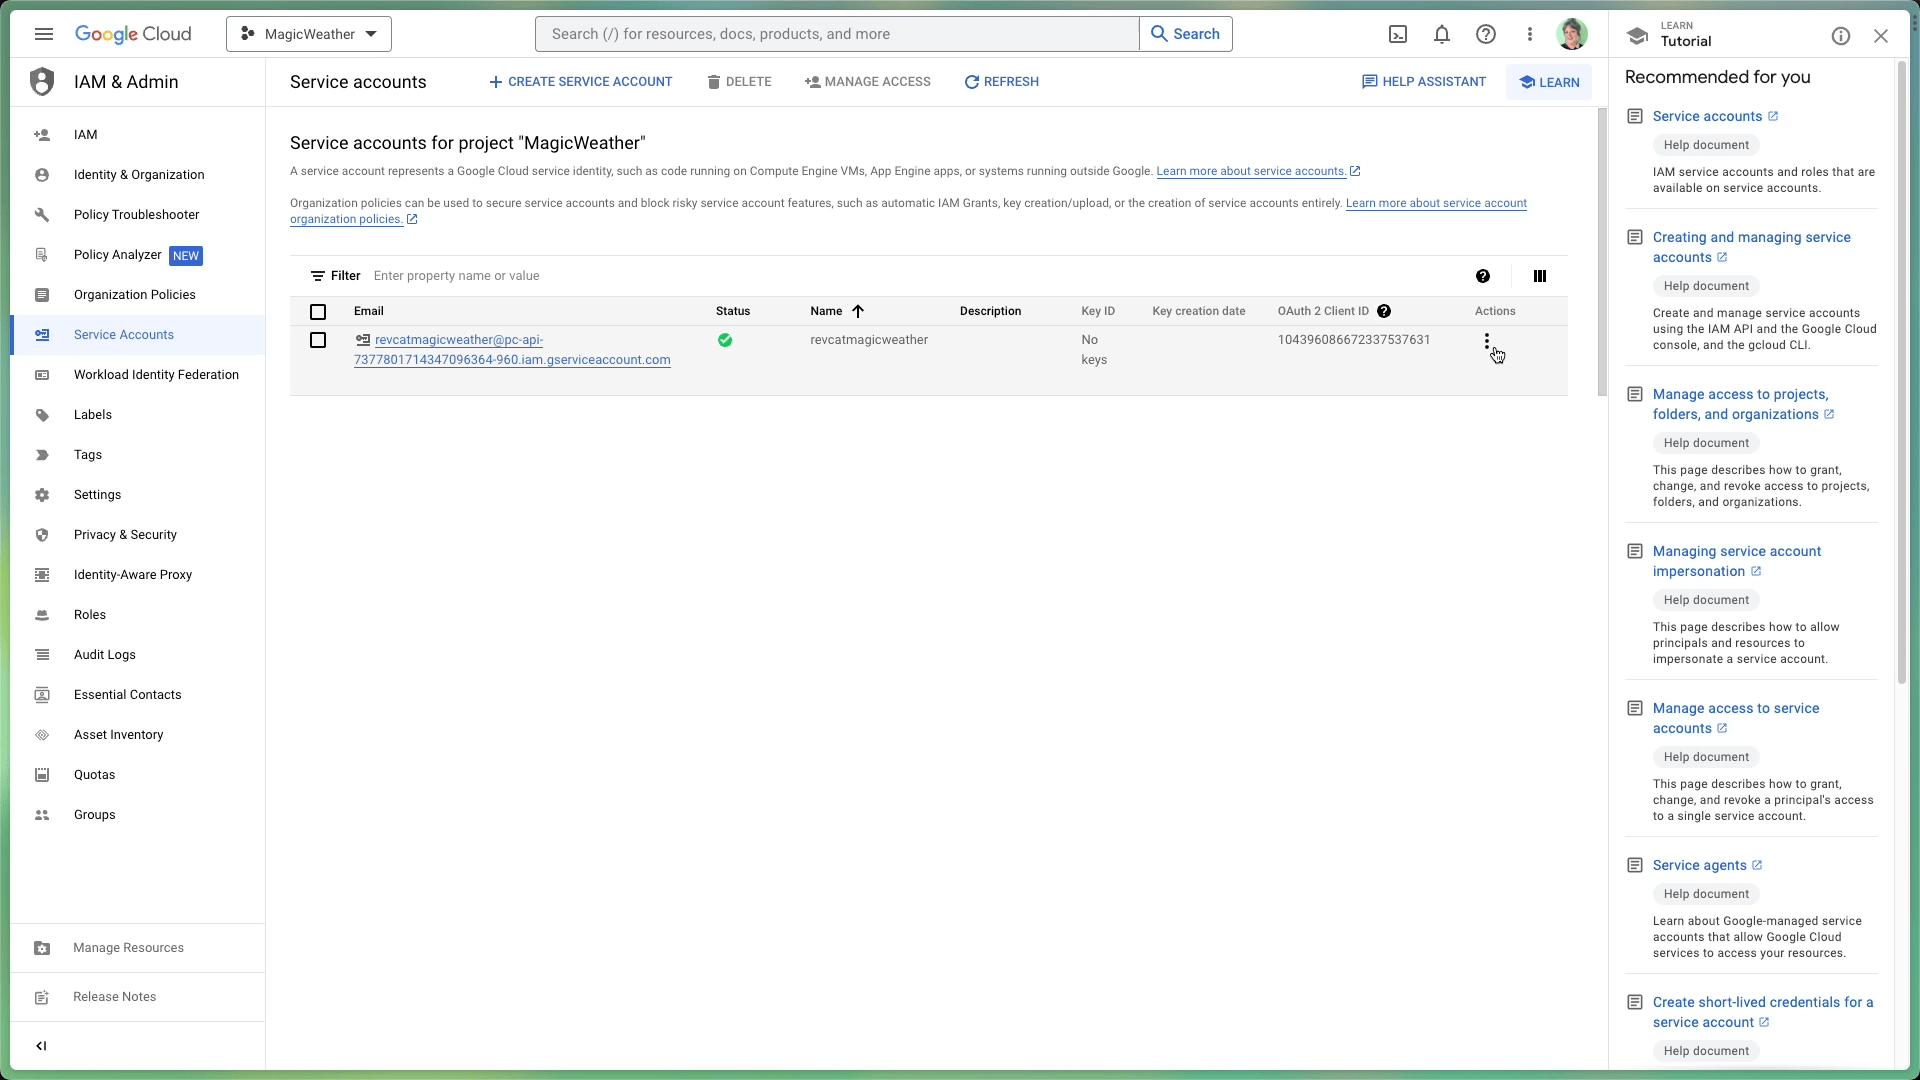 Google Cloud
MagicWeather
Search (/) for resources, docs, products, and more
Search
LEARN
Tutorial
IAM & Admin
Service accounts
CREATE SERVICE ACCOUNT
DELETE
MANAGE ACCESS
REFRESH
HELP ASSISTANT
LEARN
IAM
Identity & Organization
Policy Troubleshooter
Policy Analyzer NEW
Organization Policies
Service Accounts
Workload Identity Federation
Labels
Tags
Settings
Privacy & Security
Identity-Aware Proxy
Roles
Audit Logs
Essential Contacts
Asset Inventory
Quotas
Groups
Manage Resources
Release Notes
Service accounts for project "MagicWeather"
A service account represents a Google Cloud service identity, such as code running on Compute Engine VMs, App Engine apps, or systems running outside Google. Learn more about service accounts.
Organization policies can be used to secure service accounts and block risky service account features, such as automatic IAM Grants, key creation/upload, or the creation of service accounts entirely. Learn more about service account
organization policies.
Filter Enter property name or value
Email Status Name Description Key ID Key creation date OAuth 2 Client ID Actions
revcatmagicweather@pc-api- revcatmagicweather No 104396086672337537631
7377801714347096364-960.iam.gserviceaccount.com keys
Recommended for you
Service accounts
Help document
IAM service accounts and roles that are
available on service accounts.
Creating and managing service
accounts
Help document
Create and manage service accounts
using the IAM API and the Google Cloud
console, and the gcloud CLI.
Manage access to projects,
folders, and organizations
Help document
This page describes how to grant,
change, and revoke access to projects,
folders, and organizations.
Managing service account
impersonation
Help document
This page describes how to allow
principals and resources to
impersonate a service account.
Manage access to service
accounts
Help document
This page describes how to grant,
change, and revoke a principal's access
to a single service account.
Service agents
Help document
Learn about Google-managed service
accounts that allow Google Cloud
services to access your resources.
Create short-lived credentials for a
service account
Help document